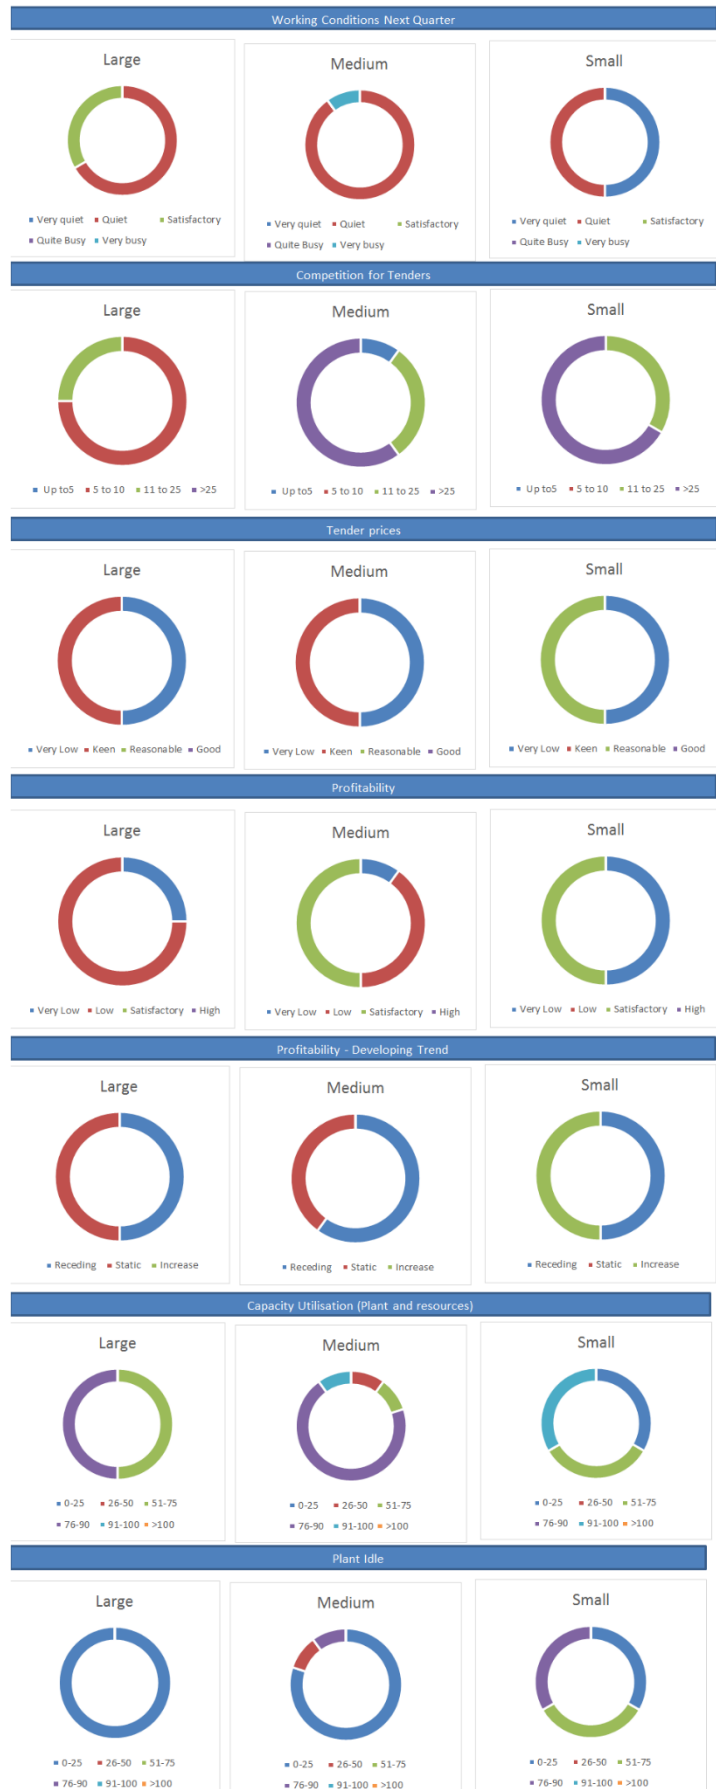 Working Conditions Next Quarter
Large
Medium
Small
Very quiet Quiet Satisfactory
Quite Busy Very busy
Very quiet Quiet Satisfactory
Quite Busy Very busy
Very quiet Quiet Satisfactory
Quite Busy Very busy
Competition for Tenders
Large
Medium
Small
Up to5 5 to 10 11 to 25 >25
Up to5 5 to 10 11 to 25 >25
Up to5 5 to 10 11 to 25 >25
Tender prices
Large
Medium
Small
Very Low Keen Reasonable Good
Very Low Keen Reasonable Good
Very Low Keen Reasonable Good
Profitability
Large
Medium
Small
Very Low Low Satisfactory High
Very Low Low Satisfactory High
Very Low Low Satisfactory High
Profitability - Developing Trend
Large
Medium
Small
Receding Static Increase
Receding Static Increase
Receding Static Increase
Capacity Utilisation (Plant and resources)
Large
Medium
Small
0-25 26-50 51-75
76-90 91-100 >100
0-25 26-50 51-75
76-90 91-100 >100
0-25 26-50 51-75
76-90 91-100 >100
Plant Idle
Large
Medium
Small
0-25 26-50 51-75
76-90 91-100 >100
0-25 26-50 51-75
76-90 91-100 >100
0-25 26-50 51-75
76-90 91-100 >100